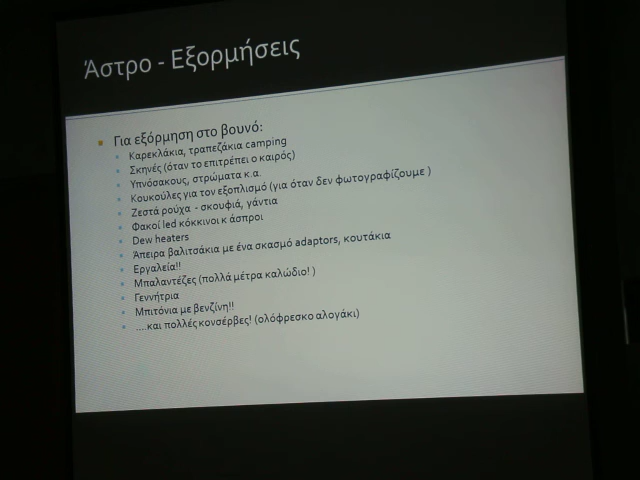 Άστρο - Εξορμήσεις
Για εξόρμηση στο βουνό:
Καρεκλάκια, τραπεζάκια camping
Σκηνές (όταν το επιτρέπει ο καιρός)
Υπνόσακους, στρώματα κ.α.
Κουκούλες για τον εξοπλισμό (για όταν δεν φωτογραφίζουμε )
Ζεστά ρούχα - σκουφιά, γάντια
Φακοί led κόκκινοι κ άσπροι
Dew heaters
Άπειρα βαλιτσάκια με ένα σκασμό adaptors, κουτάκια
Εργαλεία!!
Μπαλαντέζες (πολλά μέτρα καλώδιο! )
Γεννήτρια
Μπιτόνια με βενζίνη!!
....και πολλές κονσέρβες! (ολόφρεσκο αλογάκι)